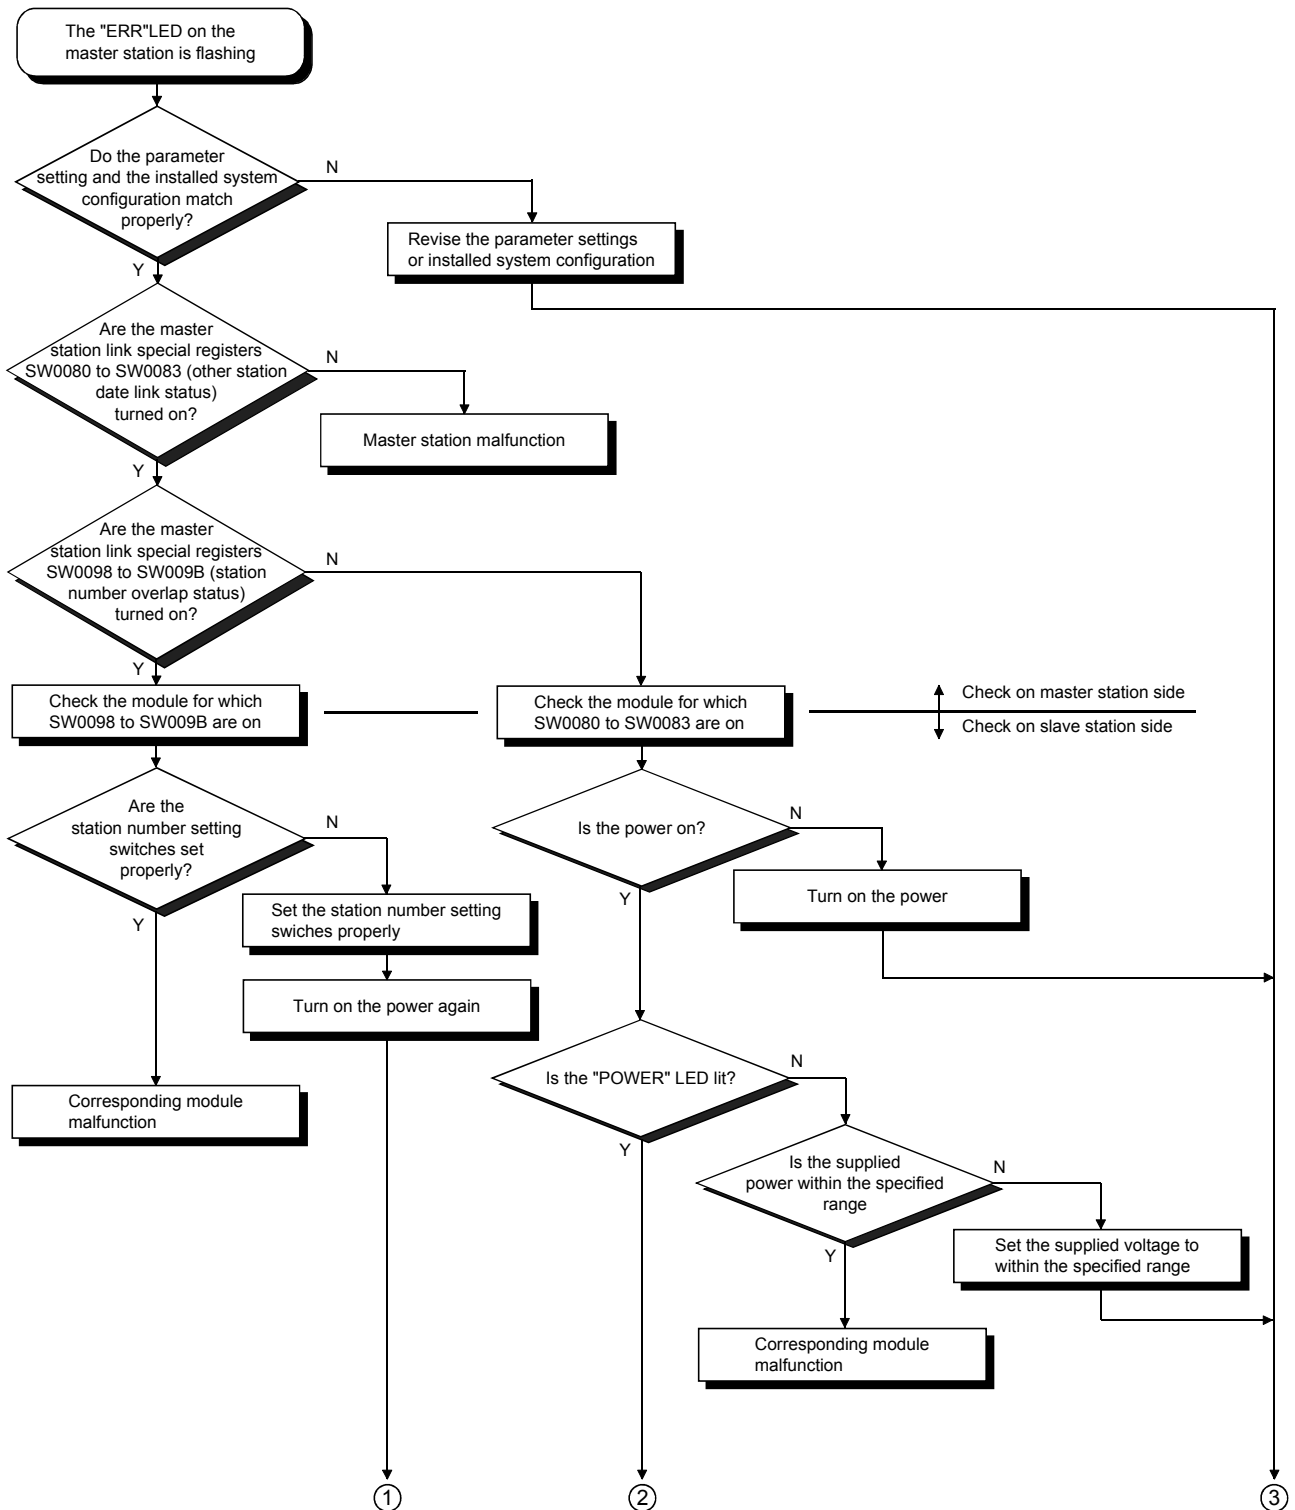 The "ERR"LED on the
master station is flashing
Do the parameter
setting and the installed system
configuration match
properly?
N
Y
Revise the parameter settings
or installed system configuration
Are the master
station link special registers
SW0080 to SW0083 (other station
date link status)
turned on?
N
Y
Master station malfunction
Are the master
station link special registers
SW0098 to SW009B (station
number overlap status)
turned on?
N
Y
Check the module for which
SW0098 to SW009B are on
Check the module for which
SW0080 to SW0083 are on
Check on master station side
Check on slave station side
Are the
station number setting
switches set
properly?
N
Y
Is the power on?
N
Y
Set the station number setting
swiches properly
Turn on the power
Turn on the power again
Is the "POWER" LED lit?
N
Y
Corresponding module
malfunction
Is the supplied
power within the specified
range
N
Y
Set the supplied voltage to
within the specified range
Corresponding module
malfunction
1
2
3